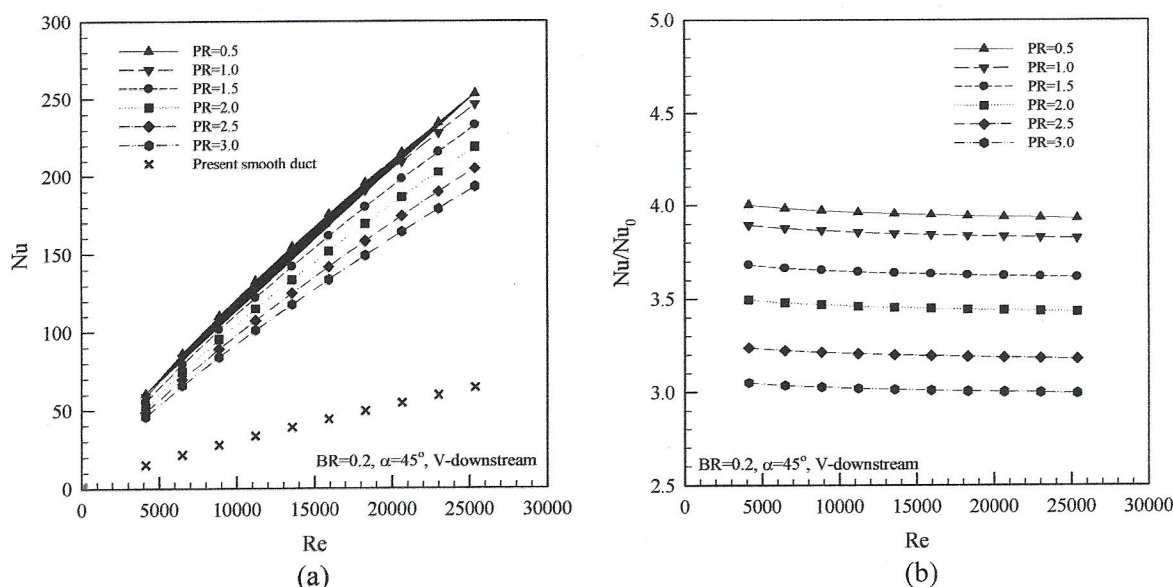 300
250
200
150
100
50
0
Nu
PR=0.5
PR=1.0
PR=1.5
PR=2.0
PR=2.5
PR=3.0
Present smooth duct
BR=0.2, α=45°, V-downstream
0 5000 10000 15000 20000 25000 30000
Re
(a)
5.0
4.5
4.0
3.5
3.0
2.5
Nu/Nu₀
PR=0.5
PR=1.0
PR=1.5
PR=2.0
PR=2.5
PR=3.0
BR=0.2, α=45°, V-downstream
0 5000 10000 15000 20000 25000 30000
Re
(b)